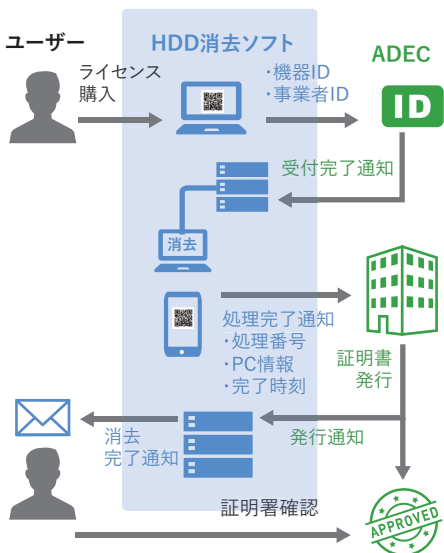 ユーザー
HDD消去ソフト
ADEC
ライセンス
購入
・機器ID
・事業者ID
ID
受付完了通知
消去
処理完了通知
・処理番号
・PC情報
・完了時刻
証明書
発行
消去
完了通知
発行通知
証明署確認
APPROVED